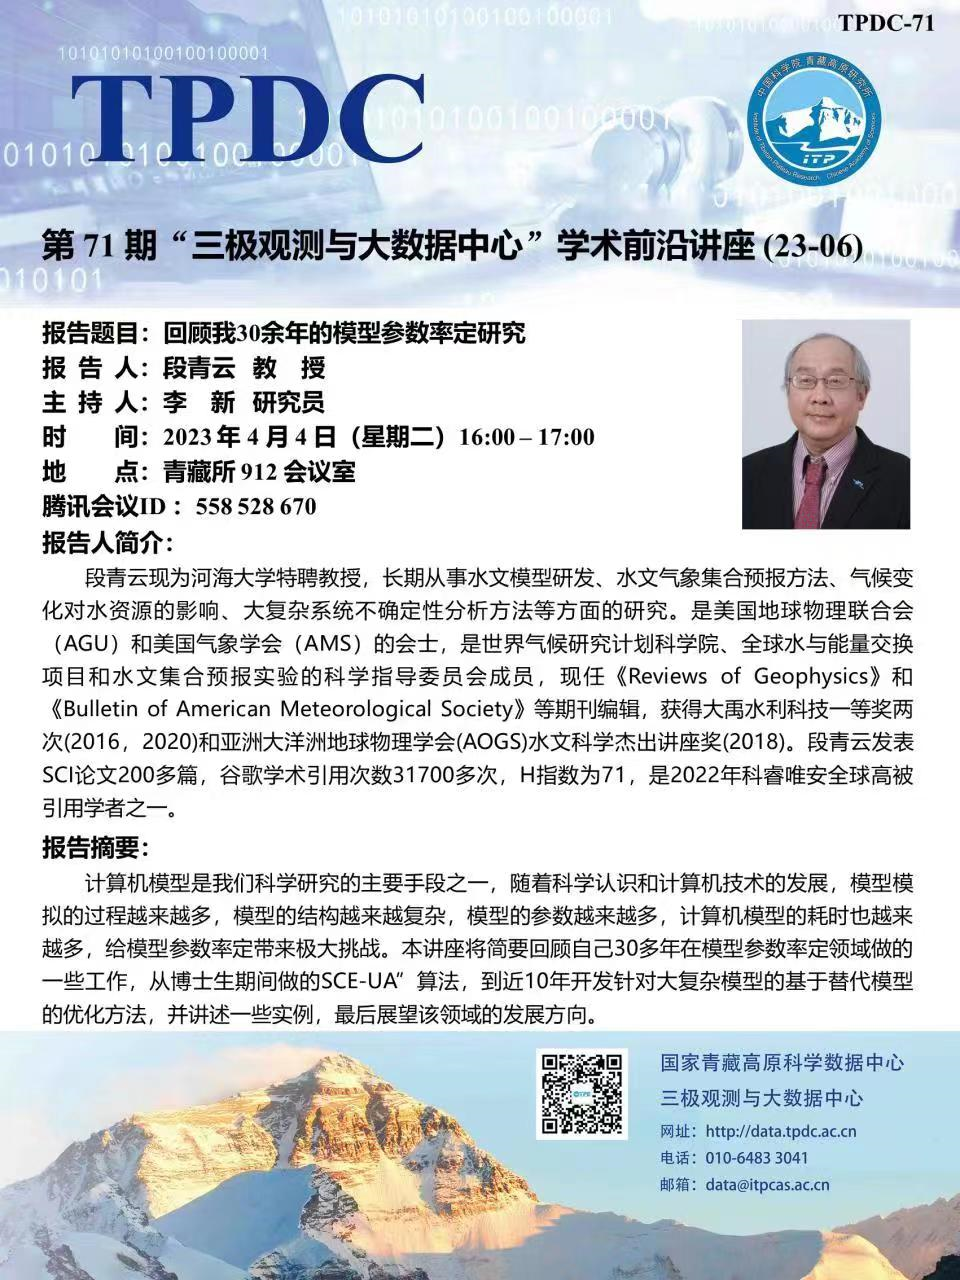 TPDC-71
10101010100100100001
TPDC
中国科学院 青藏高原研究所
Institute of Tibetan Plateau Research, Chinese Academy of Sciences
ITP
第 71 期“三极观测与大数据中心”学术前沿讲座 (23-06)
报告题目：回顾我30余年的模型参数率定研究
报 告 人：段青云 教 授
主 持 人：李 新 研究员
时 间：2023 年 4 月 4 日（星期二）16:00 – 17:00
地 点：青藏所 912 会议室
腾讯会议ID ：558 528 670
报告人简介：
段青云现为河海大学特聘教授，长期从事水文模型研发、水文气象集合预报方法、气候变
化对水资源的影响、大复杂系统不确定性分析方法等方面的研究。是美国地球物理联合会
（AGU）和美国气象学会（AMS）的会士，是世界气候研究计划科学院、全球水与能量交换
项目和水文集合预报实验的科学指导委员会成员，现任《Reviews of Geophysics》和
《Bulletin of American Meteorological Society》等期刊编辑，获得大禹水利科技一等奖两
次(2016，2020)和亚洲大洋洲地球物理学会(AOGS)水文科学杰出讲座奖(2018)。段青云发表
SCI论文200多篇，谷歌学术引用次数31700多次，H指数为71，是2022年科睿唯安全球高被
引用学者之一。
报告摘要：
计算机模型是我们科学研究的主要手段之一，随着科学认识和计算机技术的发展，模型模
拟的过程越来越多，模型的结构越来越复杂，模型的参数越来越多，计算机模型的耗时也越来
越多，给模型参数率定带来极大挑战。本讲座将简要回顾自己30多年在模型参数率定领域做的
一些工作，从博士生期间做的SCE-UA”算法，到近10年开发针对大复杂模型的基于替代模型
的优化方法，并讲述一些实例，最后展望该领域的发展方向。
国家青藏高原科学数据中心
三极观测与大数据中心
网址：http://data.tpdc.ac.cn
电话：010-6483 3041
邮箱：data@itpcas.ac.cn